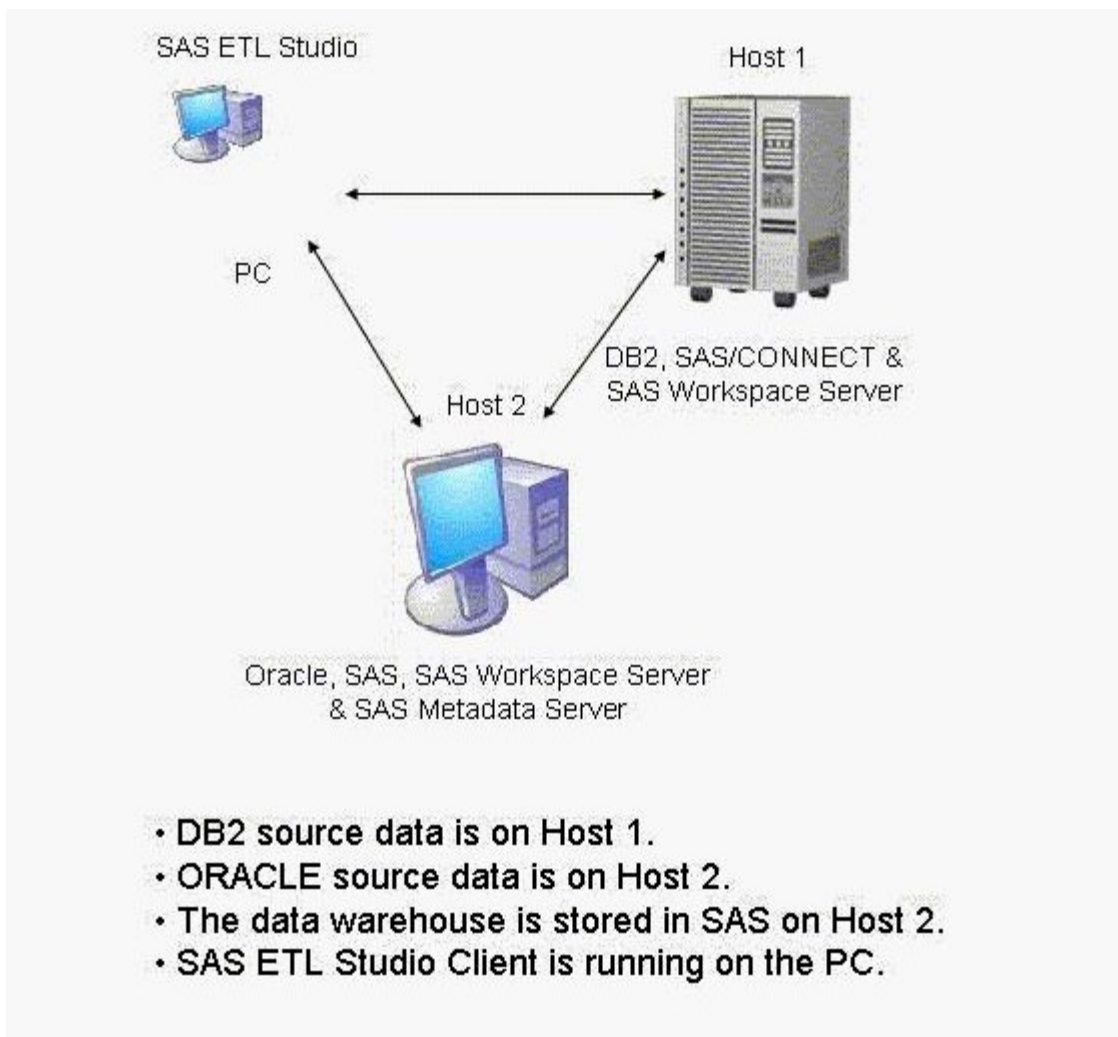 SAS ETL Studio
Host 1
PC
DB2, SAS/CONNECT &
SAS Workspace Server
Host 2
Oracle, SAS, SAS Workspace Server
& SAS Metadata Server
• DB2 source data is on Host 1.
• ORACLE source data is on Host 2.
• The data warehouse is stored in SAS on Host 2.
• SAS ETL Studio Client is running on the PC.